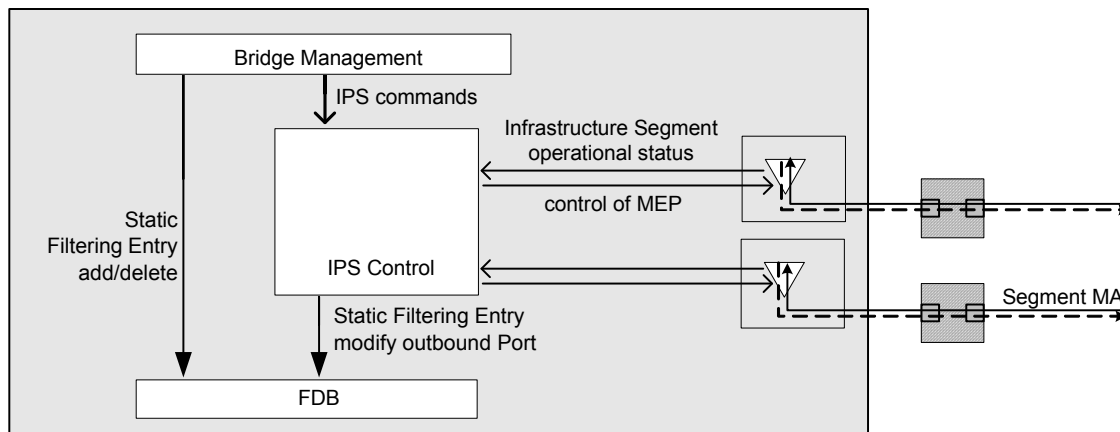 Bridge Management
IPS commands
Infrastructure Segment
operational status
control of MEP
Static
Filtering Entry
add/delete
IPS Control
Segment MA
Static Filtering Entry
modify outbound Port
FDB